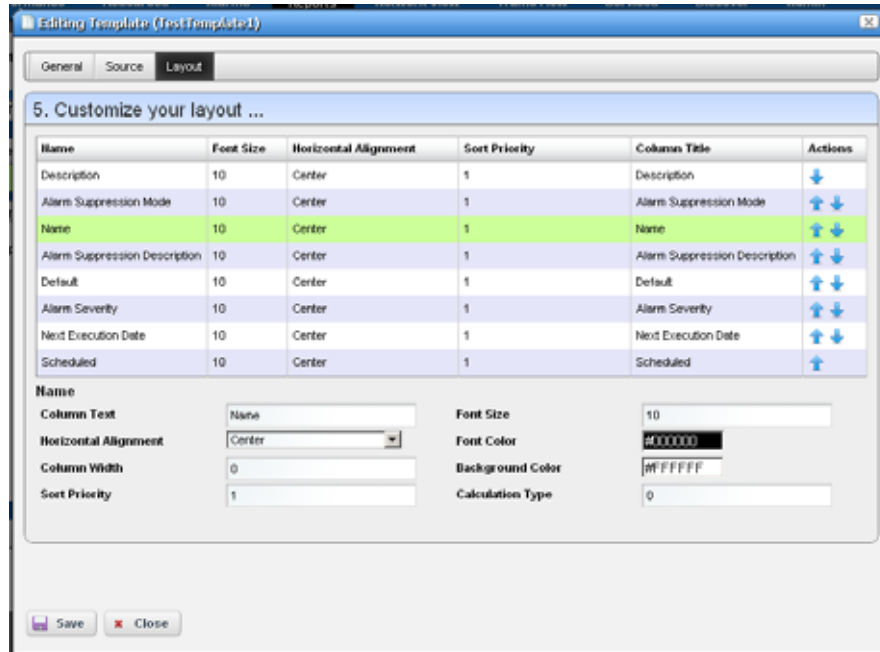 Reports
Editing Template (TestTemplate1)
General Source Layout
5. Customize your layout ...
Name Font Size Horizontal Alignment Sort Priority Column Title Actions
Description 10 Center 1 Description
Alarm Suppression Mode 10 Center 1 Alarm Suppression Mode
Name 10 Center 1 Name
Alarm Suppression Description 10 Center 1 Alarm Suppression Description
Default 10 Center 1 Default
Alarm Severity 10 Center 1 Alarm Severity
Next Execution Date 10 Center 1 Next Execution Date
Scheduled 10 Center 1 Scheduled
Name
Column Text Name Font Size 10
Horizontal Alignment Center Font Color #000000
Column Width 0 Background Color #FFFFFF
Sort Priority 1 Calculation Type 0
Save Close